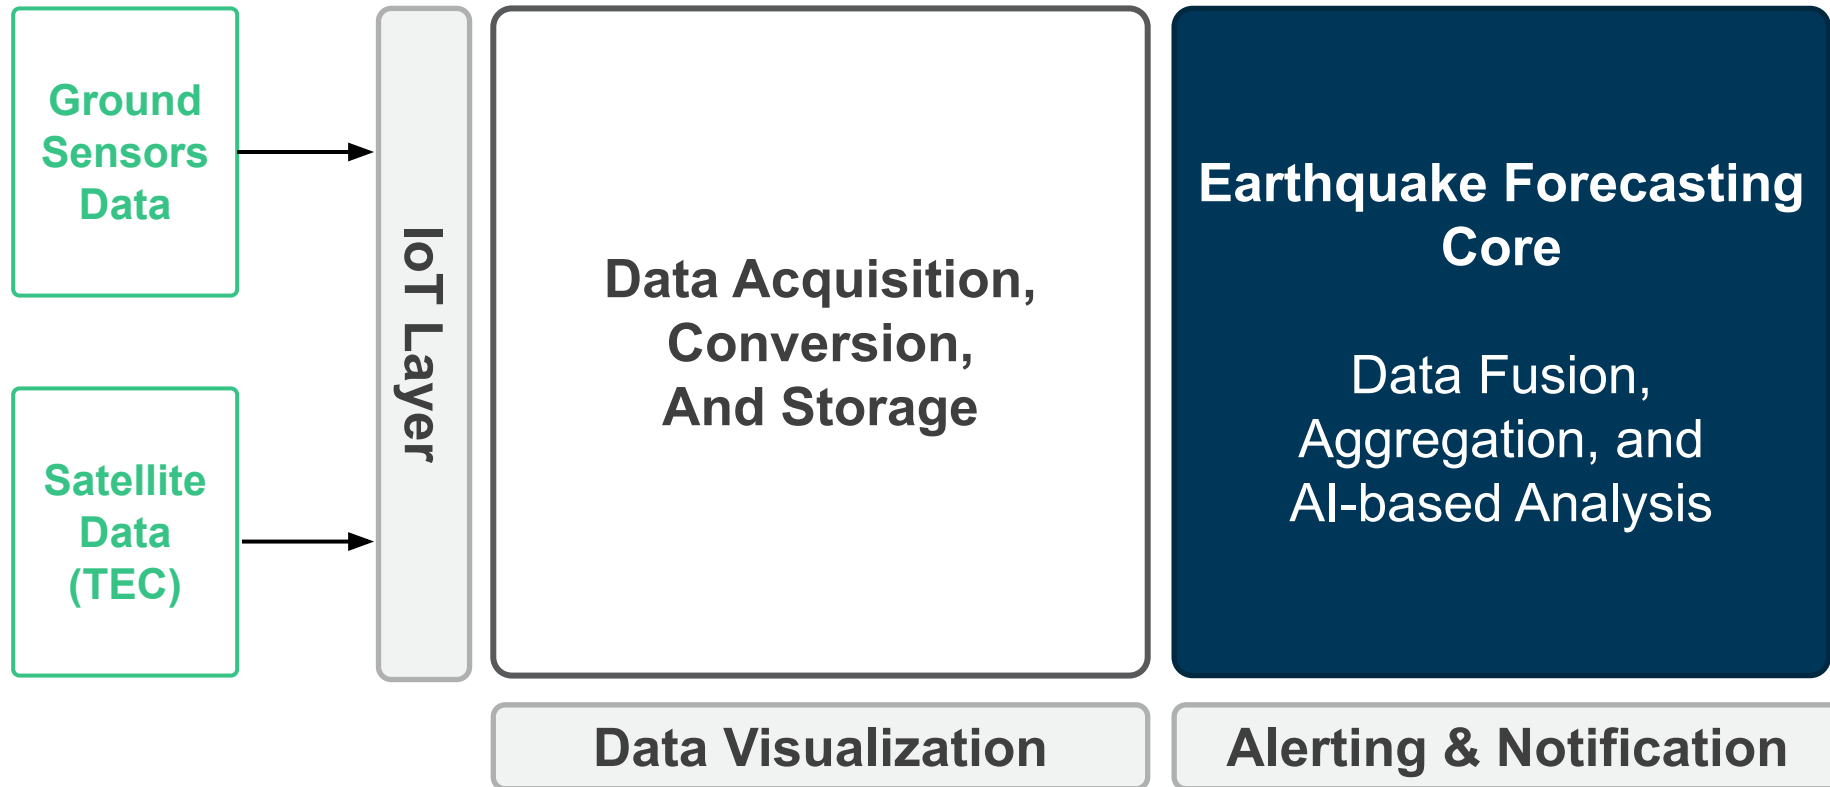 Ground
Sensors
Data
Satellite
Data
(TEC)
IoT Layer
Data Acquisition,
Conversion,
And Storage
Earthquake Forecasting
Core
Data Fusion,
Aggregation, and
AI-based Analysis
Data Visualization
Alerting & Notification